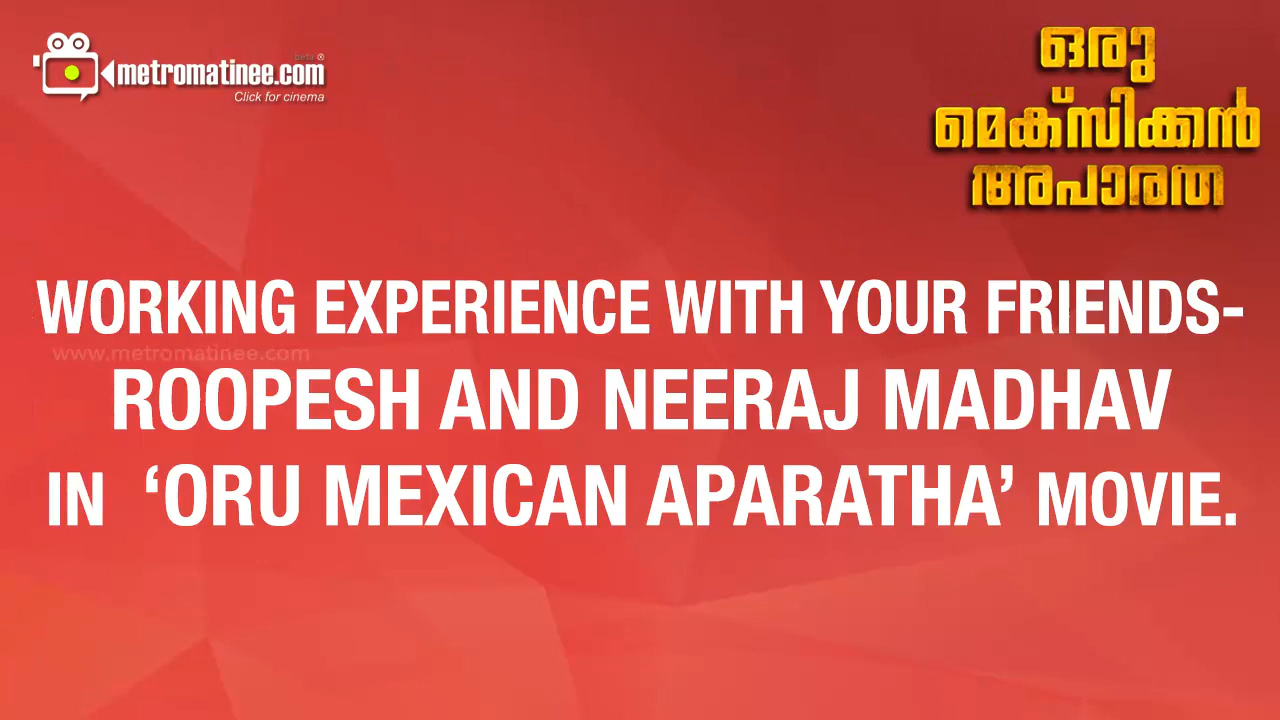 beta ®
metromatinee.com
Click for cinema
ഒരു
മെക്സിക്കൻ
അപാരത
WORKING EXPERIENCE WITH YOUR FRIENDS-
www.metromatinee.com
ROOPESH AND NEERAJ MADHAV
IN ‘ORU MEXICAN APARATHA’ MOVIE.